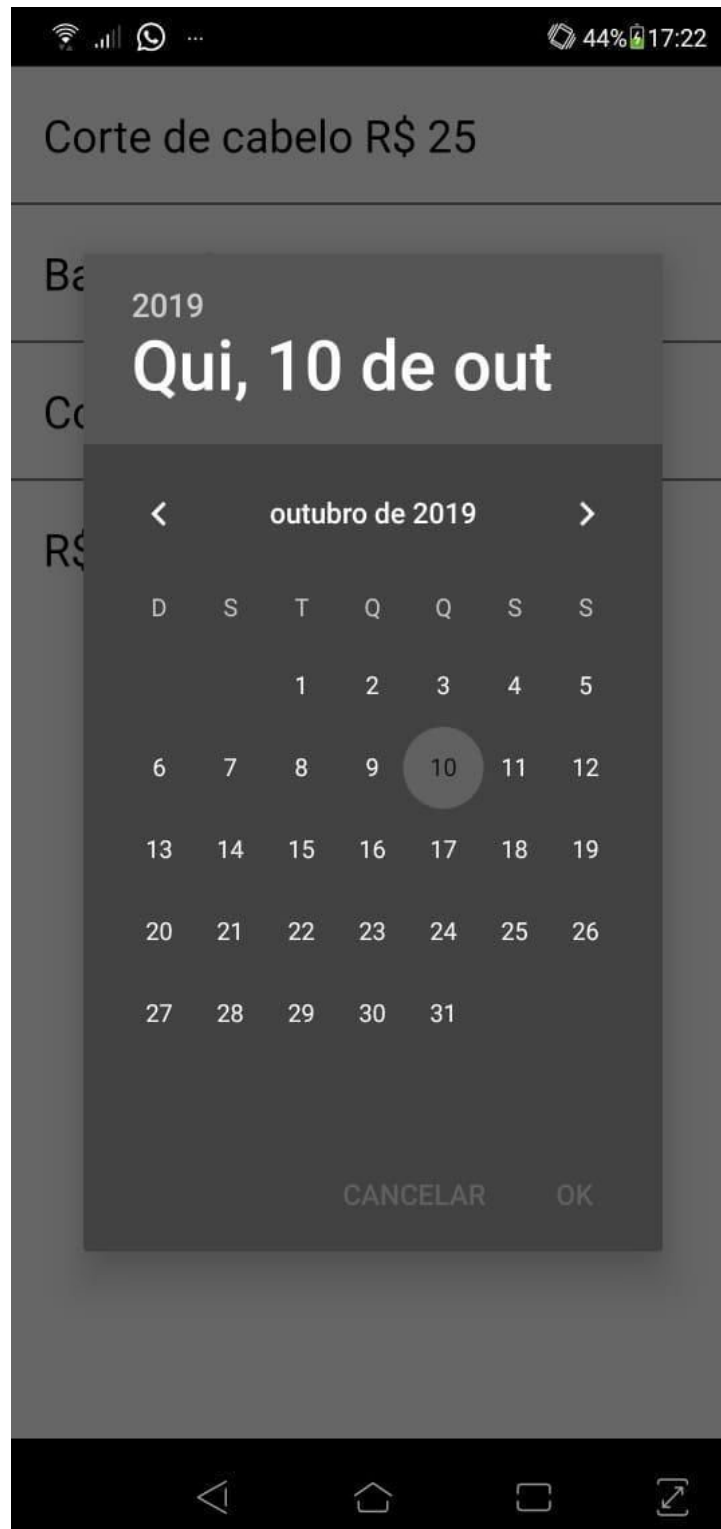 ... 44% 17:22
Corte de cabelo R$ 25
2019
Qui, 10 de out
outubro de 2019
D S T Q Q S S
1 2 3 4 5
6 7 8 9 10 11 12
13 14 15 16 17 18 19
20 21 22 23 24 25 26
27 28 29 30 31
CANCELAR OK